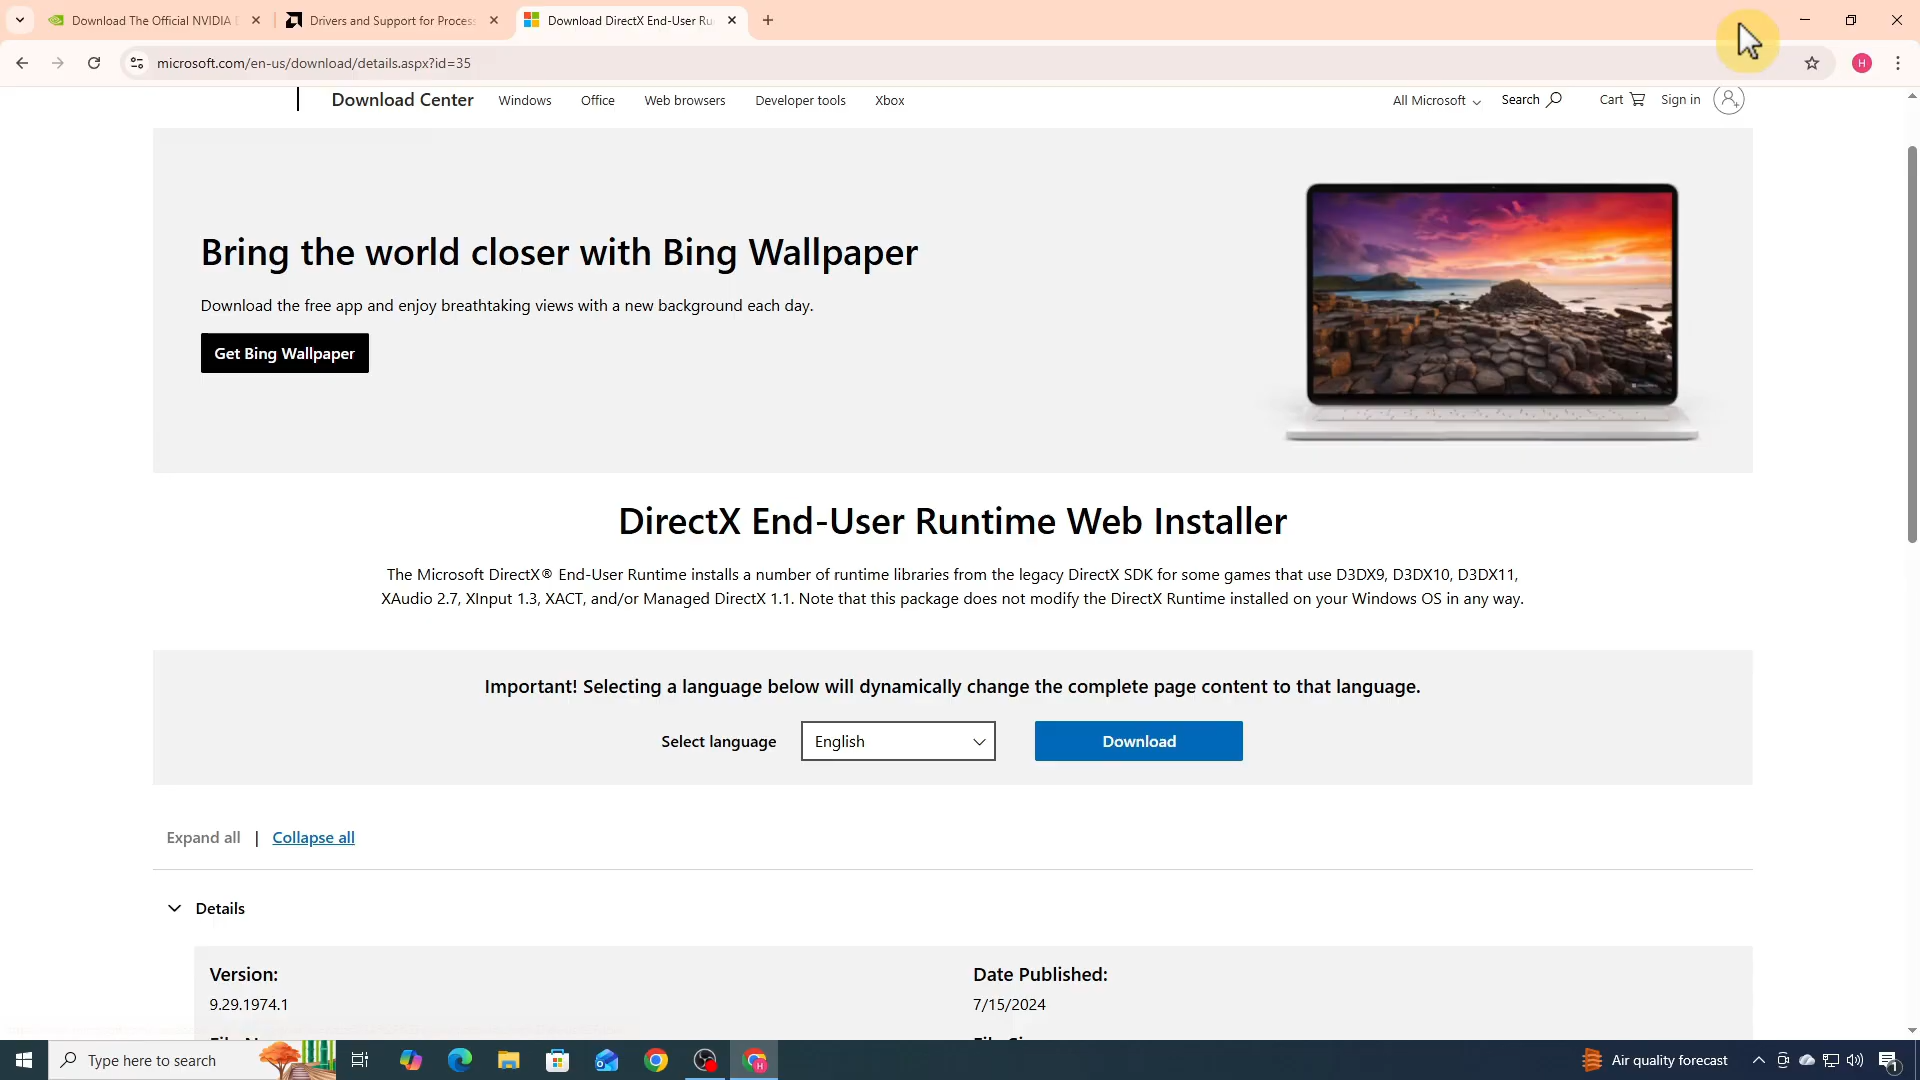 Download The Official NVIDIA D
Drivers and Support for Process
Download DirectX End-User Ru
microsoft.com/en-us/download/details.aspx?id=35
H
Download Center
Windows
Office
Web browsers
Developer tools
Xbox
All Microsoft
Search
Cart
Sign in
Bring the world closer with Bing Wallpaper
Download the free app and enjoy breathtaking views with a new background each day.
Get Bing Wallpaper
DirectX End-User Runtime Web Installer
The Microsoft DirectX® End-User Runtime installs a number of runtime libraries from the legacy DirectX SDK for some games that use D3DX9, D3DX10, D3DX11,
XAudio 2.7, XInput 1.3, XACT, and/or Managed DirectX 1.1. Note that this package does not modify the DirectX Runtime installed on your Windows OS in any way.
Important! Selecting a language below will dynamically change the complete page content to that language.
Select language
English
Download
Expand all | Collapse all
Details
Version:
9.29.1974.1
Date Published:
7/15/2024
Type here to search
Air quality forecast
1